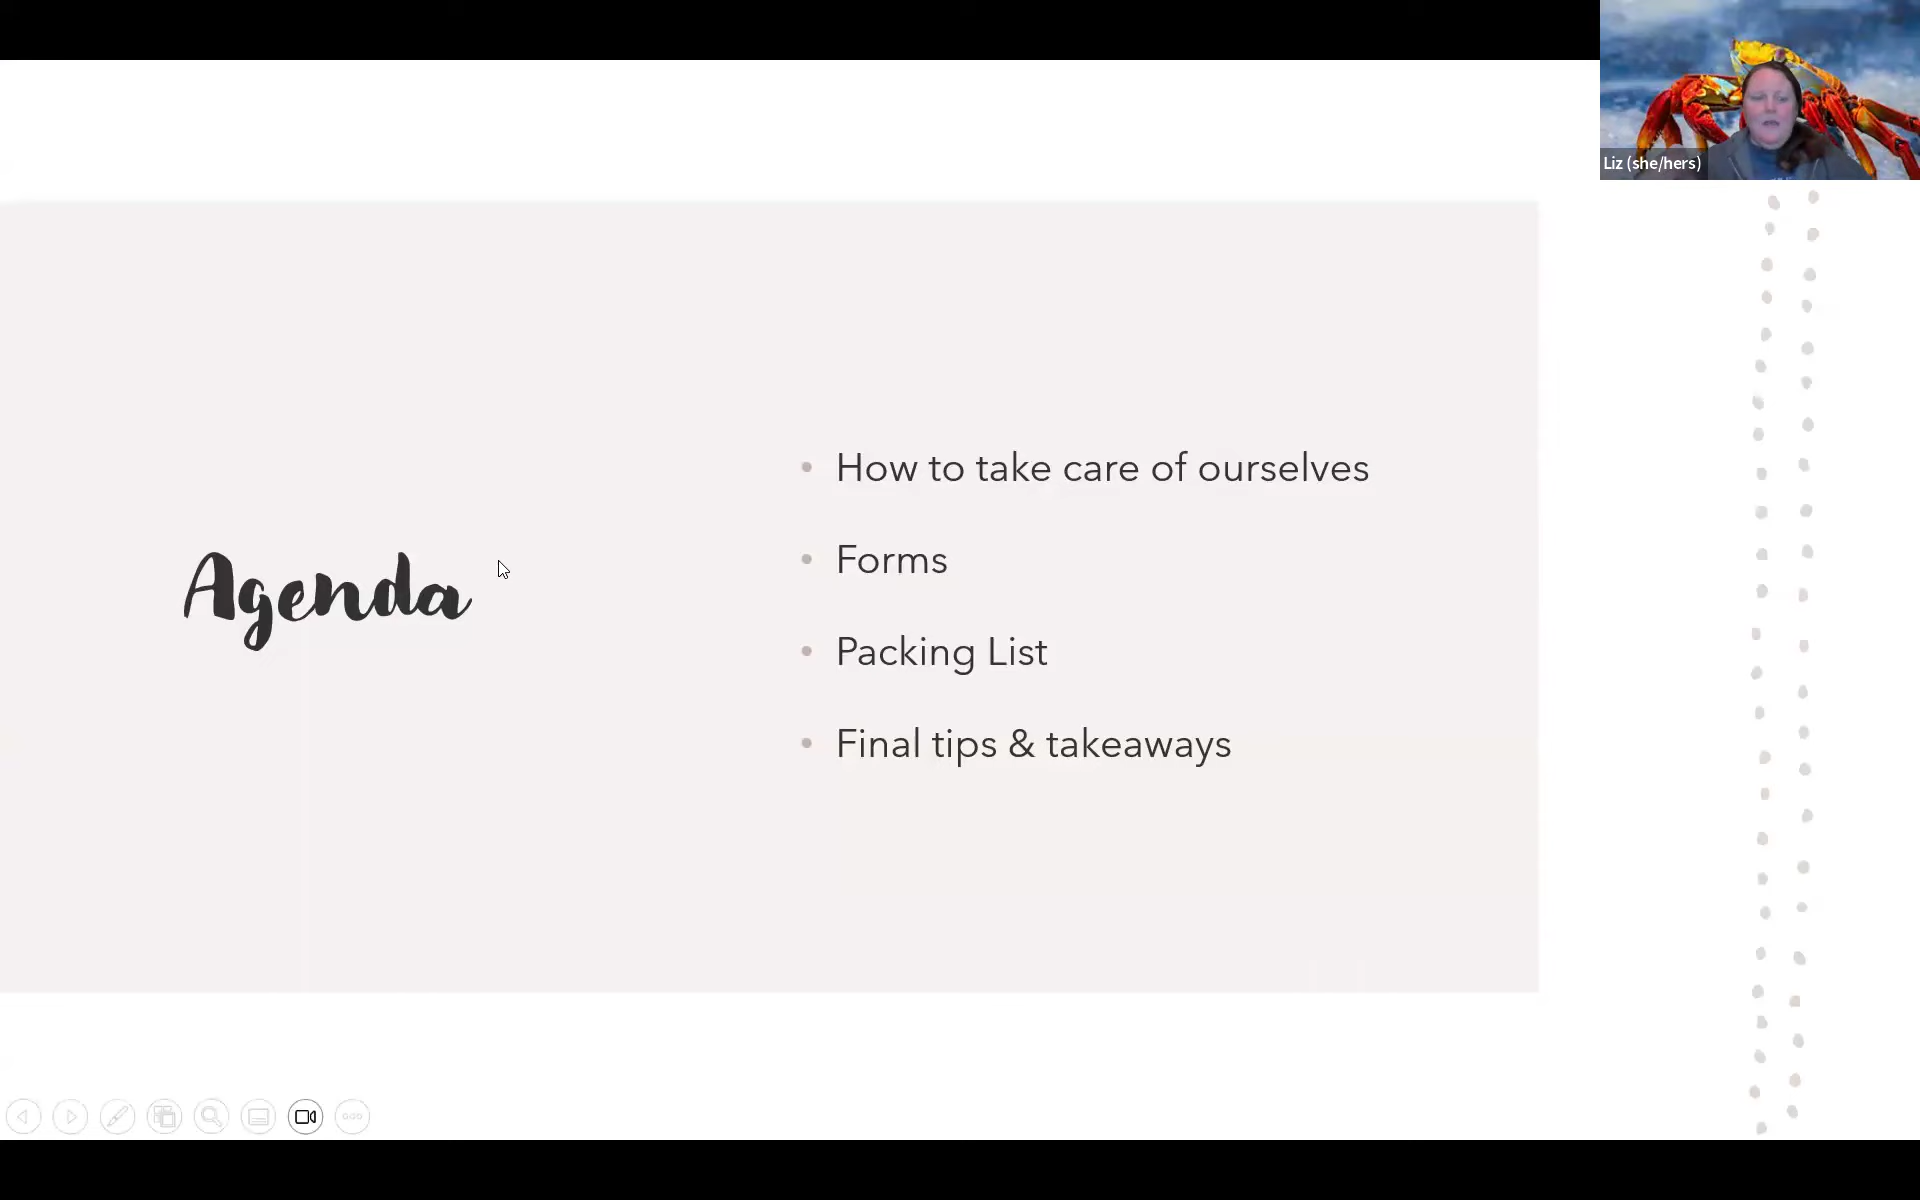 Liz (she/hers)
Agenda
How to take care of ourselves
Forms
Packing List
Final tips & takeaways